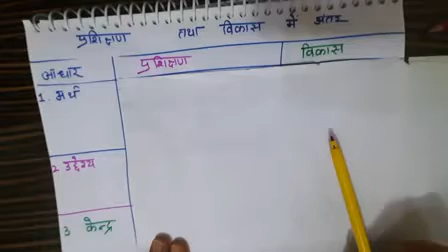 प्रशिक्षण तथा विकास में अंतर
आधार प्रशिक्षण विकास
1. अर्थ
2 उद्देश्य
3 केन्द्र